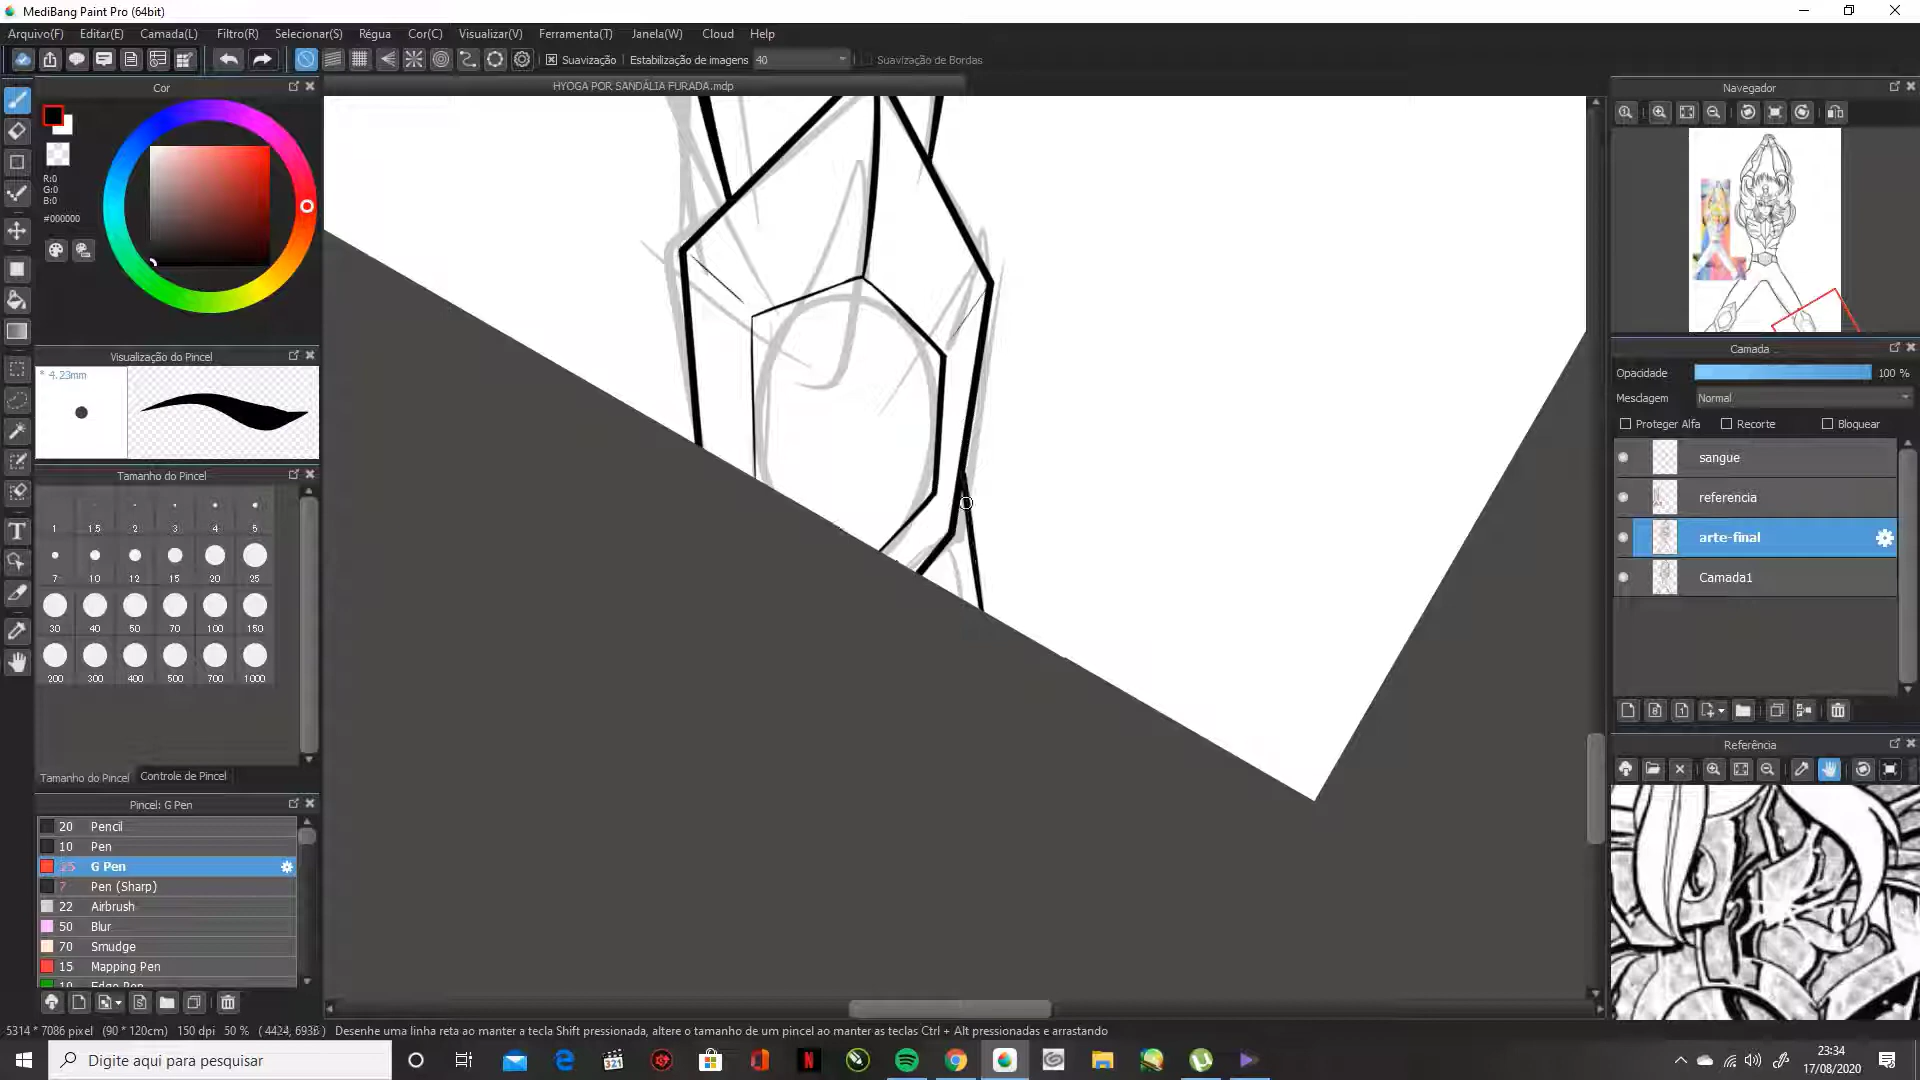 MediBang Paint Pro (64bit)
Arquivo(F) Editar(E) Camada(L) Filtro(R) Selecionar(S) Régua Cor(C) Visualizar(V) Ferramenta(T) Janela(W) Cloud Help
Suavização Estabilização de imagens 40 Suavização de Bordas
Cor
HYOGA POR SANDÁLIA FURADA.mdp
Navegador
R:0
G:0
B:0
#000000
Visualização do Pincel
* 4.23mm
Tamanho do Pincel
1 1.5 2 3 4 5
7 10 12 15 20 25
30 40 50 70 100 150
200 300 400 500 700 1000
Tamanho do Pincel Controle de Pincel
Pincel: G Pen
20 Pencil
10 Pen
25 G Pen
7 Pen (Sharp)
22 Airbrush
50 Blur
70 Smudge
15 Mapping Pen
10 Edge Pen
Camada
Opacidade 100 %
Mesclagem Normal
Proteger Alfa Recorte Bloquear
sangue
referencia
arte-final
Camada1
Referência
5314 * 7086 pixel (90 * 120cm) 150 dpi 50 % ( 4424, 6936 ) Desenhe uma linha reta ao manter a tecla Shift pressionada, altere o tamanho de um pincel ao manter as teclas Ctrl + Alt pressionadas e arrastando
Digite aqui para pesquisar
23:34
17/08/2020